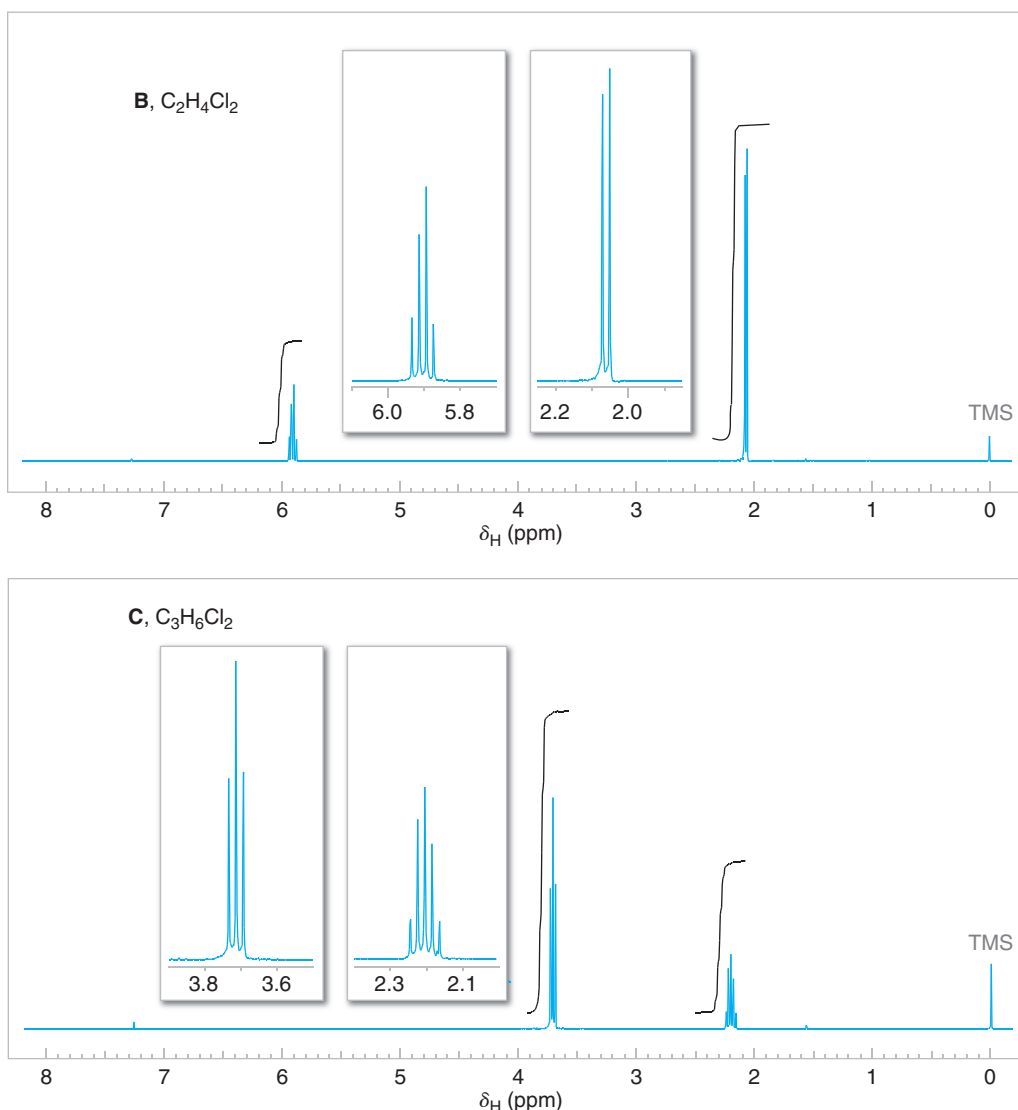 B, C₂H₄Cl₂
6.0 5.8
2.2 2.0
TMS
8 7 6 5 4 3 2 1 0
δH (ppm)
C, C₃H₆Cl₂
3.8 3.6
2.3 2.1
TMS
8 7 6 5 4 3 2 1 0
δH (ppm)